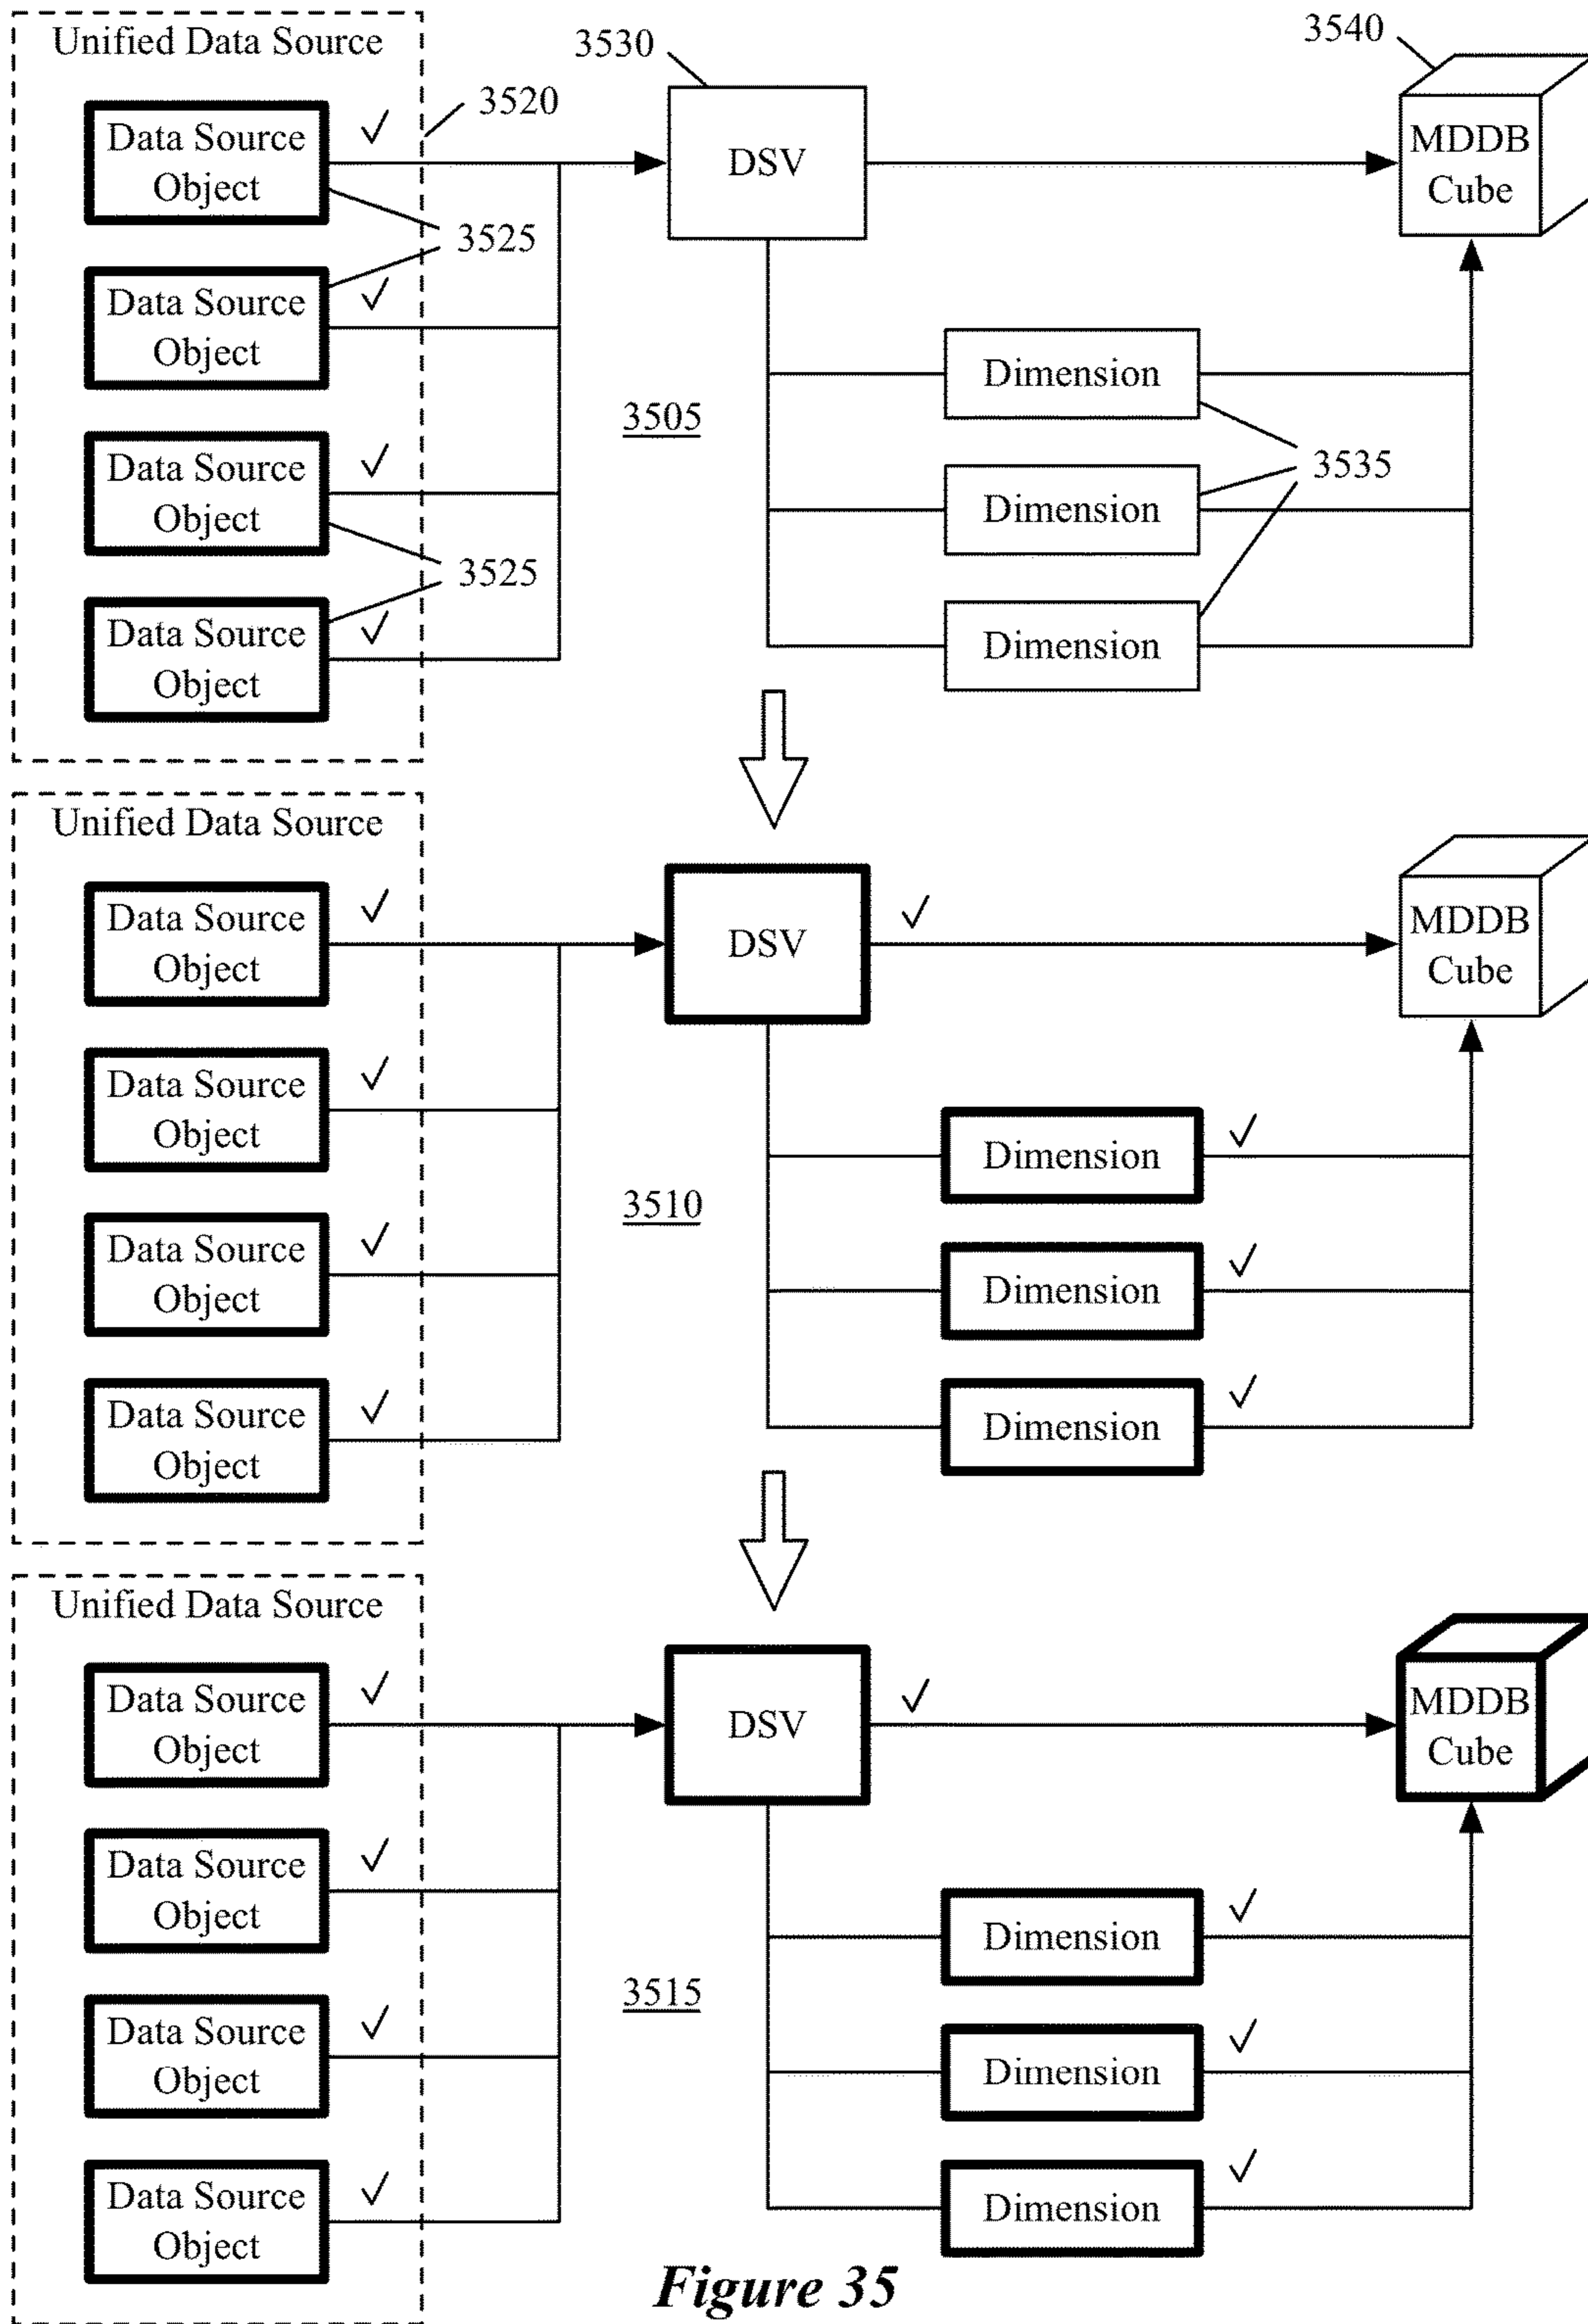 Unified Data Source
3530
3540
Data Source
Object
✓
3520
DSV
MDDB
Cube
3525
Data Source
Object
✓
Dimension
3505
Data Source
Object
✓
3535
Dimension
3525
Data Source
Object
✓
Dimension
Unified Data Source
Data Source
Object
✓
DSV
✓
MDDB
Cube
Data Source
Object
✓
Dimension
✓
3510
Data Source
Object
✓
Dimension
✓
Data Source
Object
✓
Dimension
✓
Unified Data Source
Data Source
Object
✓
DSV
✓
MDDB
Cube
Data Source
Object
✓
Dimension
✓
3515
Data Source
Object
✓
Dimension
✓
Data Source
Object
✓
Dimension
✓
Figure 35